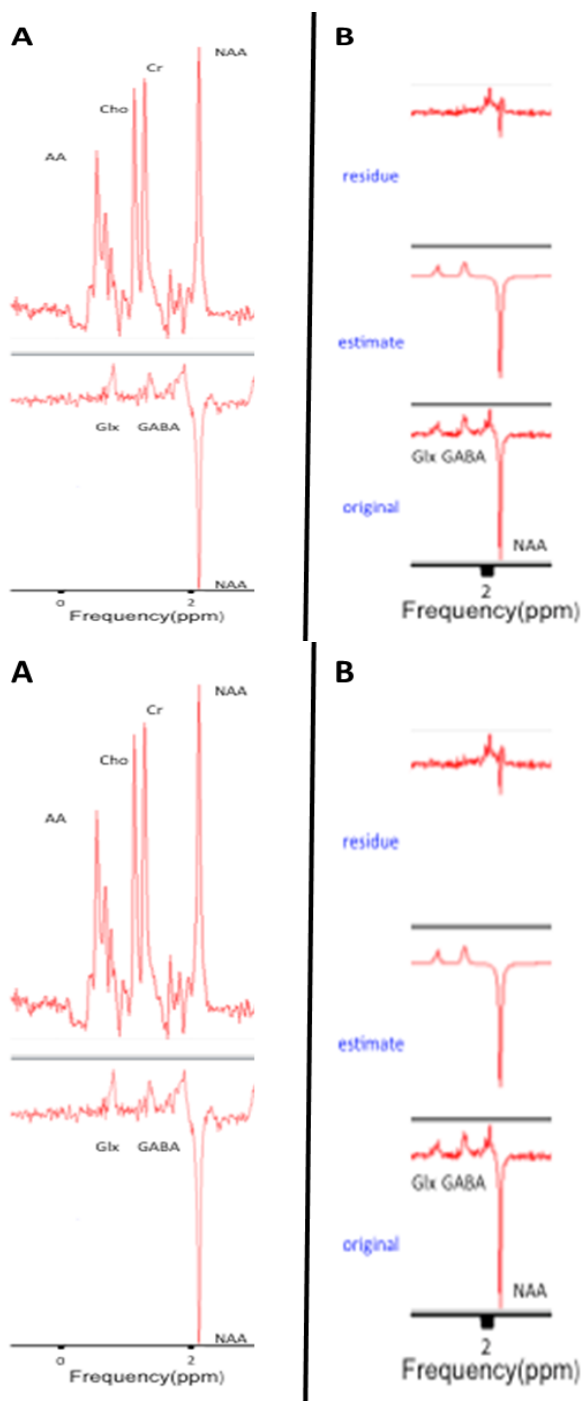 A
NAA
Cr
Cho
AA
Glx GABA
NAA
0 2
Frequency(ppm)
B
residue
estimate
Glx GABA
original
NAA
2
Frequency(ppm)
A
NAA
Cr
Cho
AA
Glx GABA
NAA
0 2
Frequency(ppm)
B
residue
estimate
Glx GABA
original
NAA
2
Frequency(ppm)